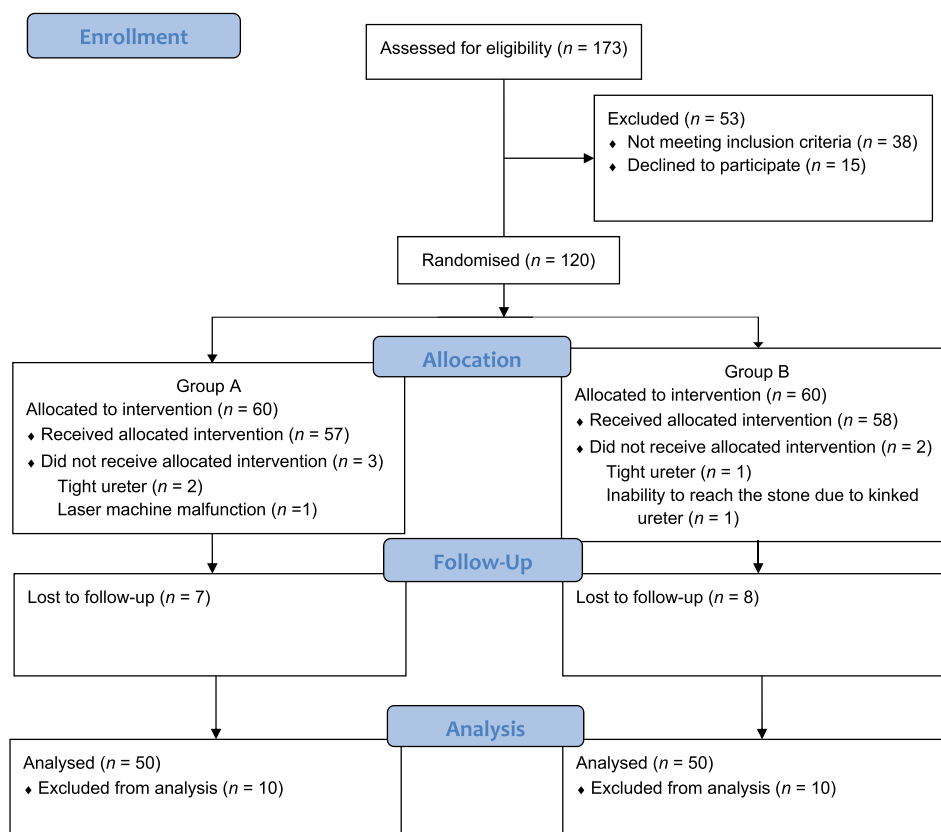 Enrollment
Assessed for eligibility (n = 173)
Excluded (n = 53)
♦ Not meeting inclusion criteria (n = 38)
♦ Declined to participate (n = 15)
Randomised (n = 120)
Allocation
Group A
Allocated to intervention (n = 60)
♦ Received allocated intervention (n = 57)
♦ Did not receive allocated intervention (n = 3)
Tight ureter (n = 2)
Laser machine malfunction (n =1)
Group B
Allocated to intervention (n = 60)
♦ Received allocated intervention (n = 58)
♦ Did not receive allocated intervention (n = 2)
Tight ureter (n = 1)
Inability to reach the stone due to kinked
ureter (n = 1)
Follow-Up
Lost to follow-up (n = 7)
Lost to follow-up (n = 8)
Analysis
Analysed (n = 50)
♦ Excluded from analysis (n = 10)
Analysed (n = 50)
♦ Excluded from analysis (n = 10)